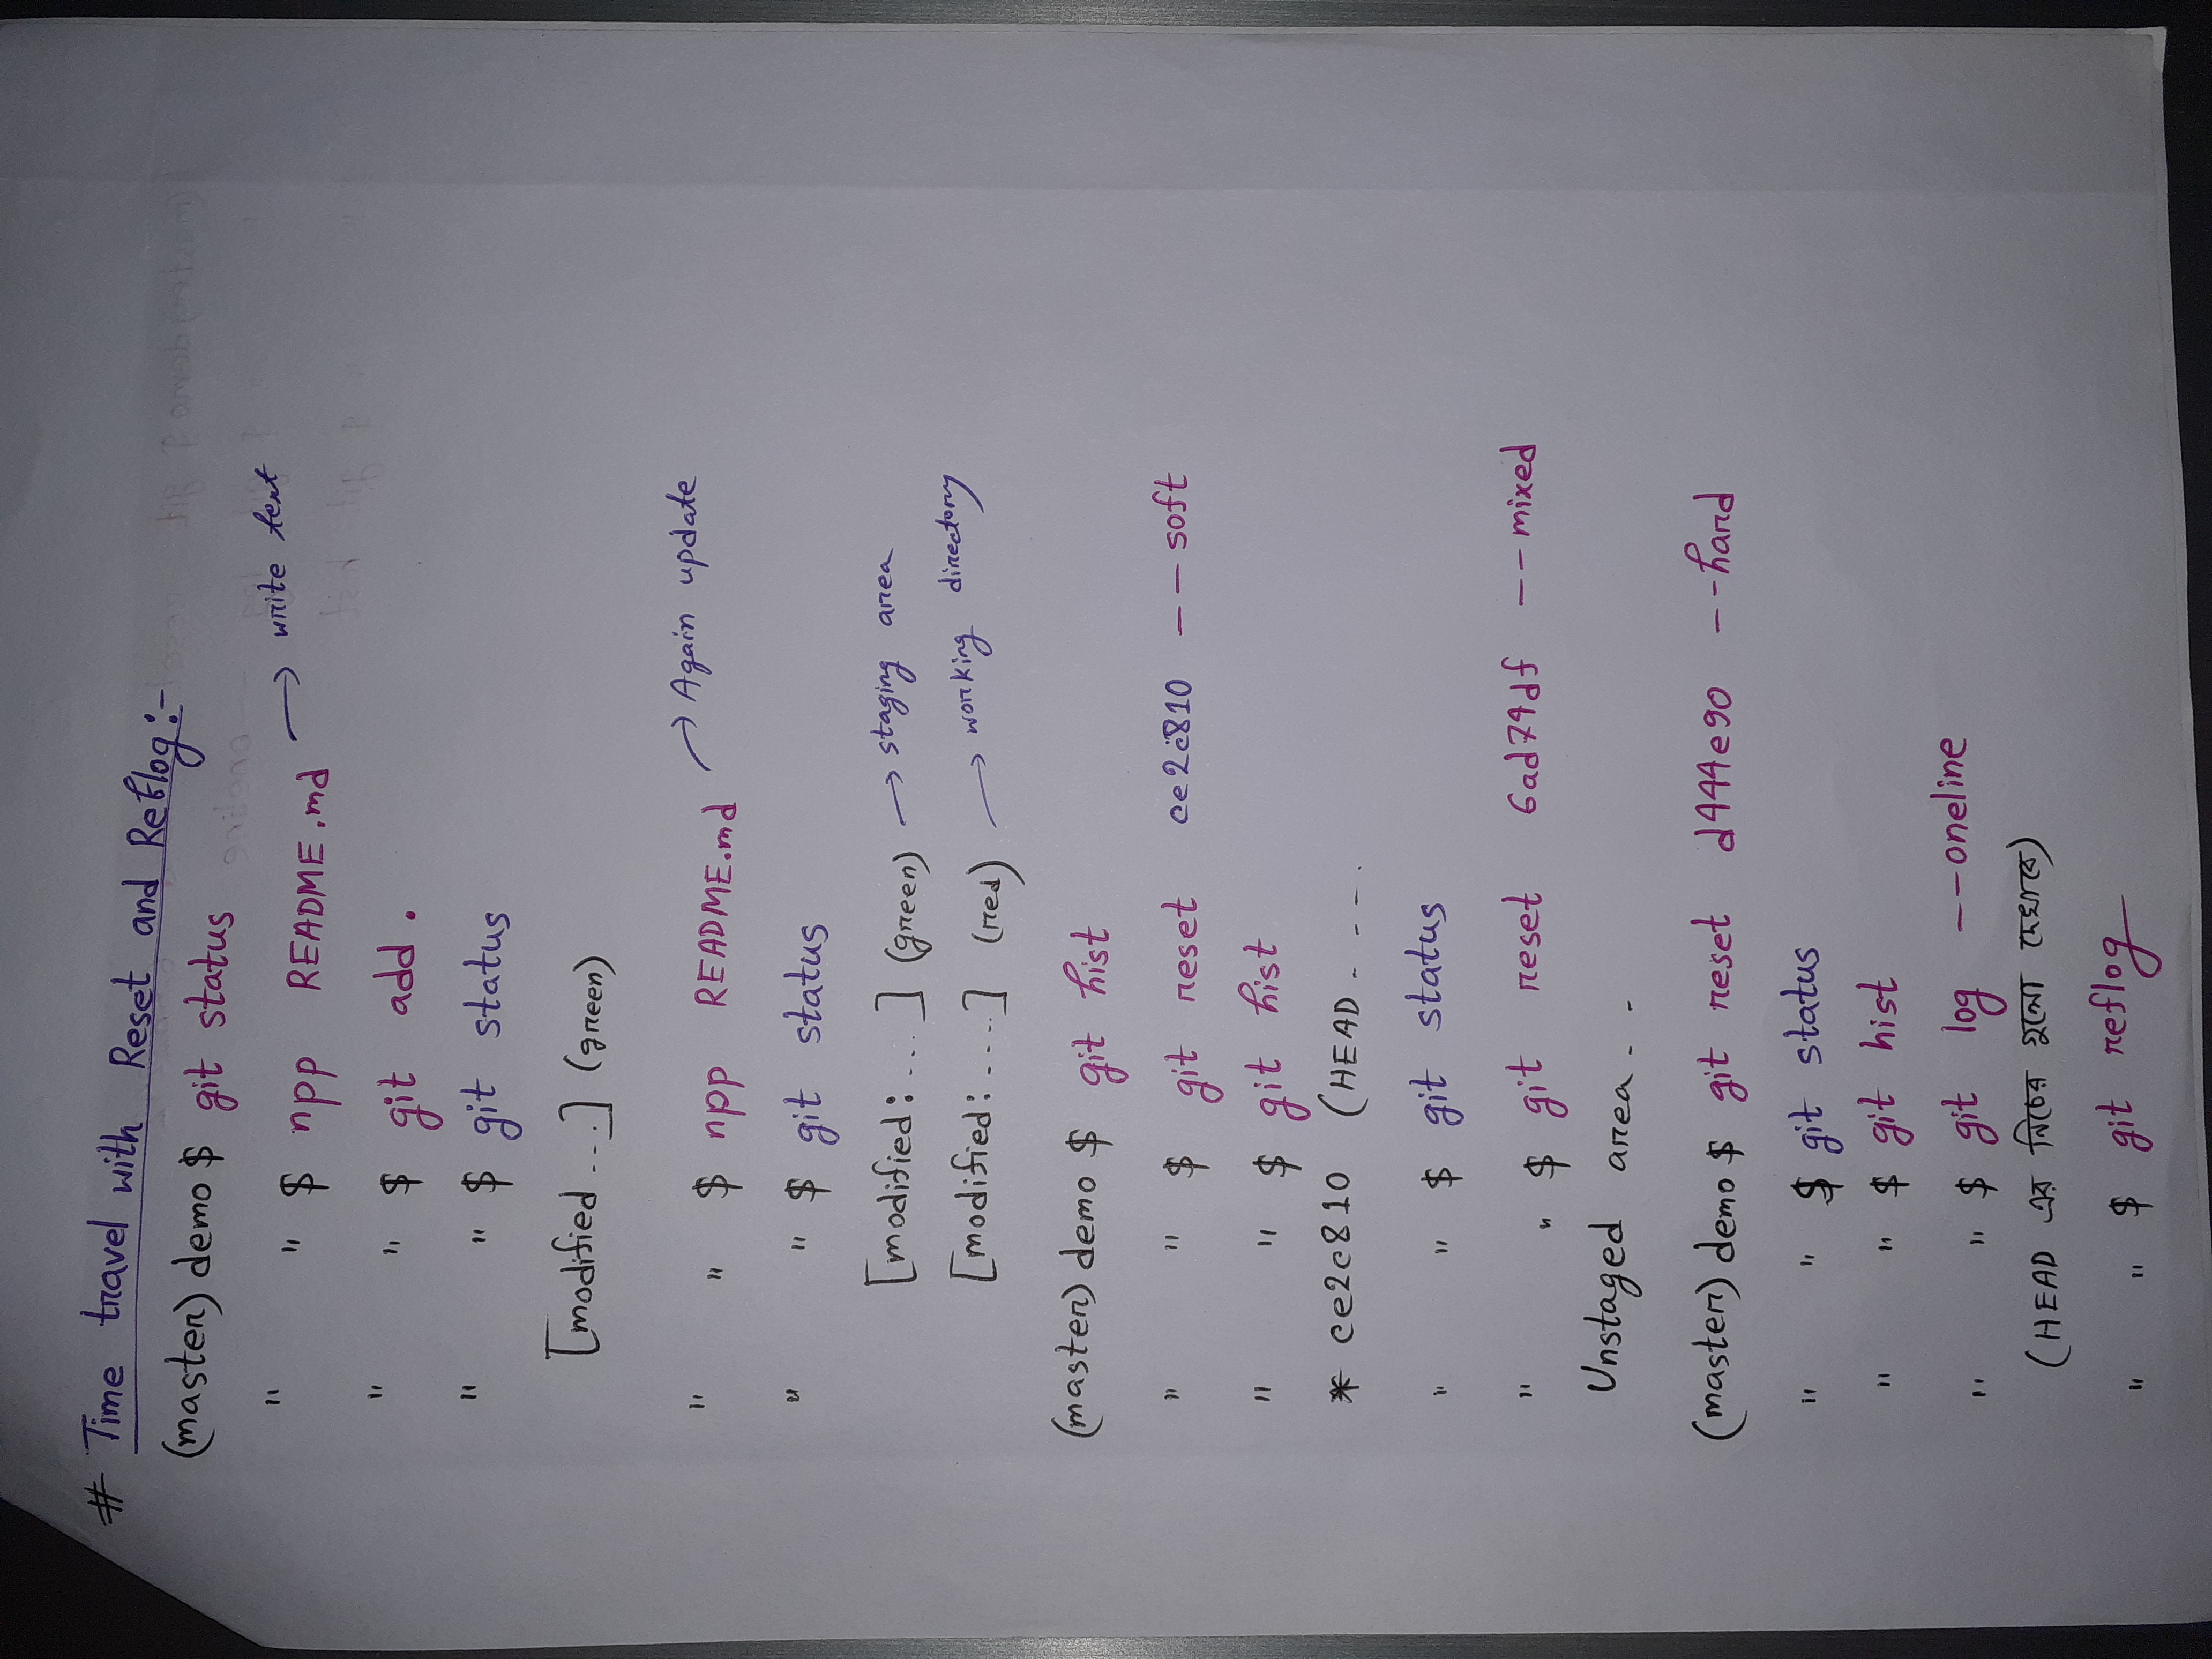 # Time travel with Reset and Reflog:-
(master) demo $ git status
" " $ npp README.md → write text
" " $ git add .
" " $ git status
[modified ...] (green)
" " $ npp README.md → Again update
" " $ git status
[modified: ....] (green) → staging area
[modified: ....] (red) → working directory
(master) demo $ git hist
" " $ git reset ce2c810 --soft
" " $ git hist
* ce2c810 (HEAD - - - .
" " $ git status
" " $ git reset 6ad74df --mixed
Unstaged area . .
(master) demo $ git reset d444e90 --hard
" " $ git status
" " $ git hist
" " $ git log --oneline
(HEAD এর নিচের গুলো দেখাবে)
" " $ git reflog